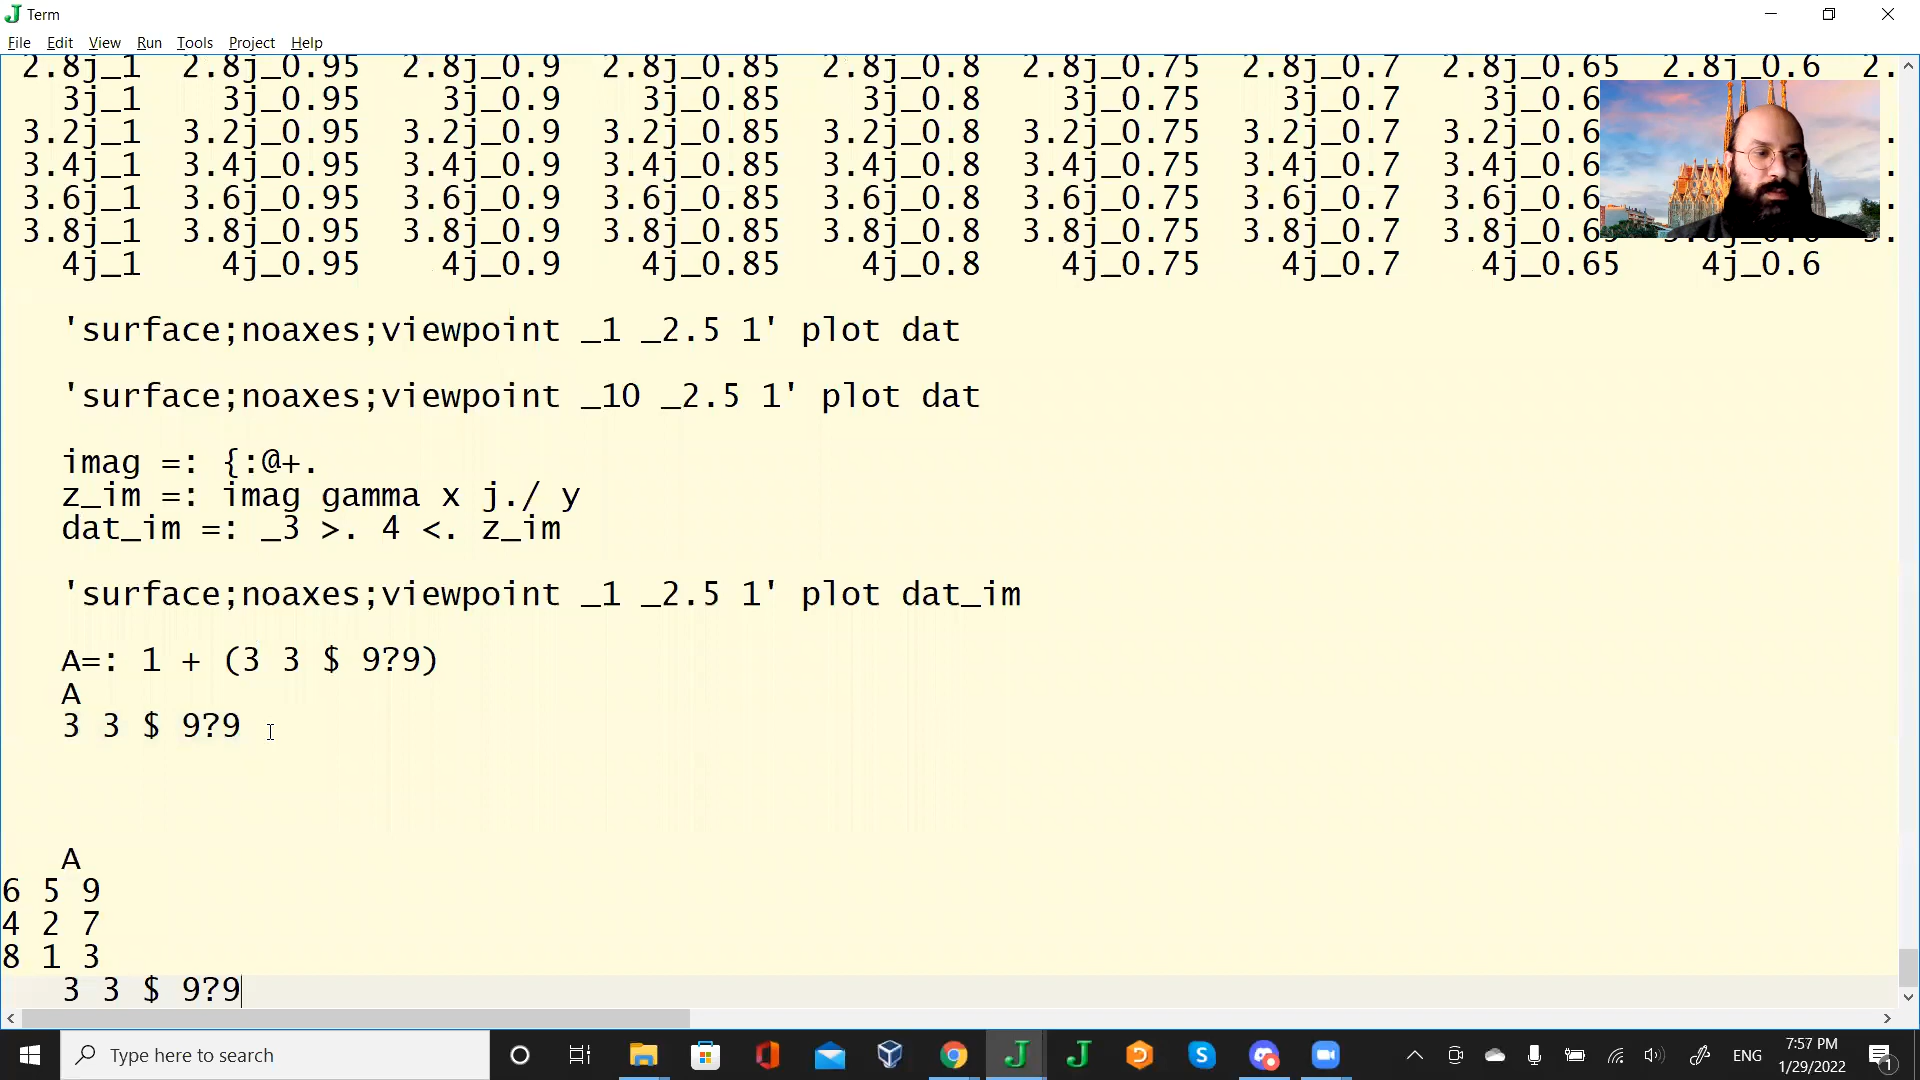 Term
File Edit View Run Tools Project Help
2.8j_1 2.8j_0.95 2.8j_0.9 2.8j_0.85 2.8j_0.8 2.8j_0.75 2.8j_0.7 2.8j_0.65 2.8j_0.6 2.
3j_1 3j_0.95 3j_0.9 3j_0.85 3j_0.8 3j_0.75 3j_0.7
3.2j_1 3.2j_0.95 3.2j_0.9 3.2j_0.85 3.2j_0.8 3.2j_0.75 3.2j_0.7
3.4j_1 3.4j_0.95 3.4j_0.9 3.4j_0.85 3.4j_0.8 3.4j_0.75 3.4j_0.7
3.6j_1 3.6j_0.95 3.6j_0.9 3.6j_0.85 3.6j_0.8 3.6j_0.75 3.6j_0.7
3.8j_1 3.8j_0.95 3.8j_0.9 3.8j_0.85 3.8j_0.8 3.8j_0.75 3.8j_0.7
4j_1 4j_0.95 4j_0.9 4j_0.85 4j_0.8 4j_0.75 4j_0.7 4j_0.65 4j_0.6
'surface;noaxes;viewpoint _1 _2.5 1' plot dat
'surface;noaxes;viewpoint _10 _2.5 1' plot dat
imag =: {:@+.
z_im =: imag gamma x j./ y
dat_im =: _3 >. 4 <. z_im
'surface;noaxes;viewpoint _1 _2.5 1' plot dat_im
A=: 1 + (3 3 $ 9?9)
A
3 3 $ 9?9
A
6 5 9
4 2 7
8 1 3
3 3 $ 9?9
Type here to search
ENG
7:57 PM
1/29/2022
1